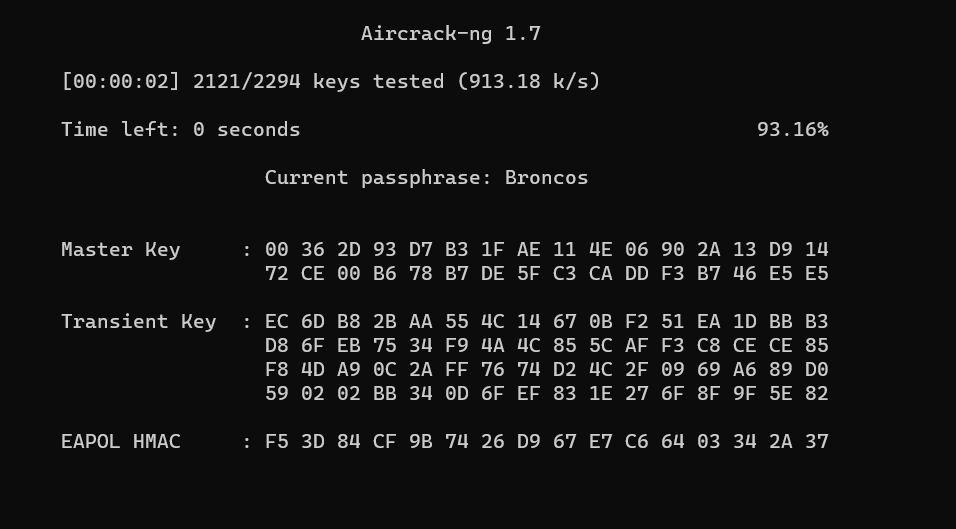 Aircrack-ng 1.7
[00:00:02] 2121/2294 keys tested (913.18 k/s)
Time left: 0 seconds 93.16%
Current passphrase: Broncos
Master Key : 00 36 2D 93 D7 B3 1F AE 11 4E 06 90 2A 13 D9 14
72 CE 00 B6 78 B7 DE 5F C3 CA DD F3 B7 46 E5 E5
Transient Key : EC 6D B8 2B AA 55 4C 14 67 0B F2 51 EA 1D BB B3
D8 6F EB 75 34 F9 4A 4C 85 5C AF F3 C8 CE CE 85
F8 4D A9 0C 2A FF 76 74 D2 4C 2F 09 69 A6 89 D0
59 02 02 BB 34 0D 6F EF 83 1E 27 6F 8F 9F 5E 82
EAPOL HMAC : F5 3D 84 CF 9B 74 26 D9 67 E7 C6 64 03 34 2A 37